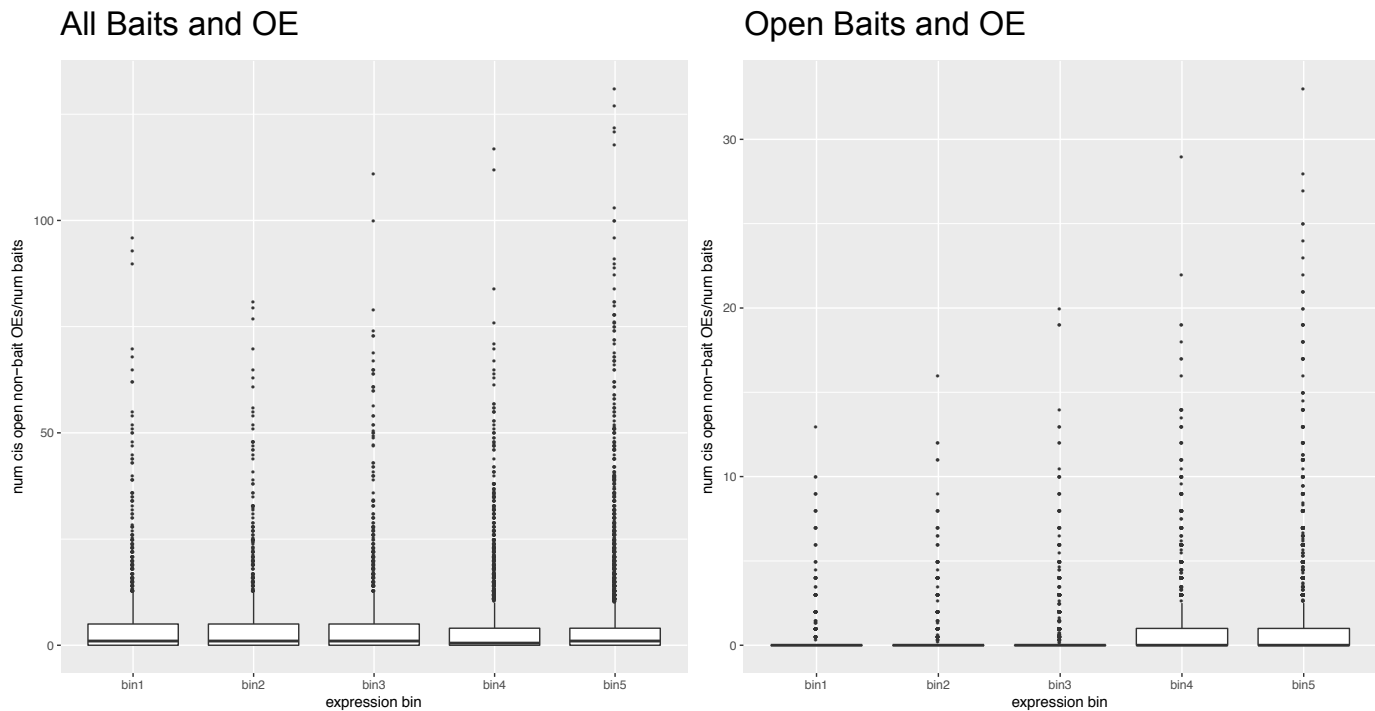 All Baits and OE
num cis open non−bait OEs/num baits
100
50
0
bin1 bin2 bin3 bin4 bin5
expression bin
Open Baits and OE
num cis open non−bait OEs/num baits
30
20
10
0
bin1 bin2 bin3 bin4 bin5
expression bin